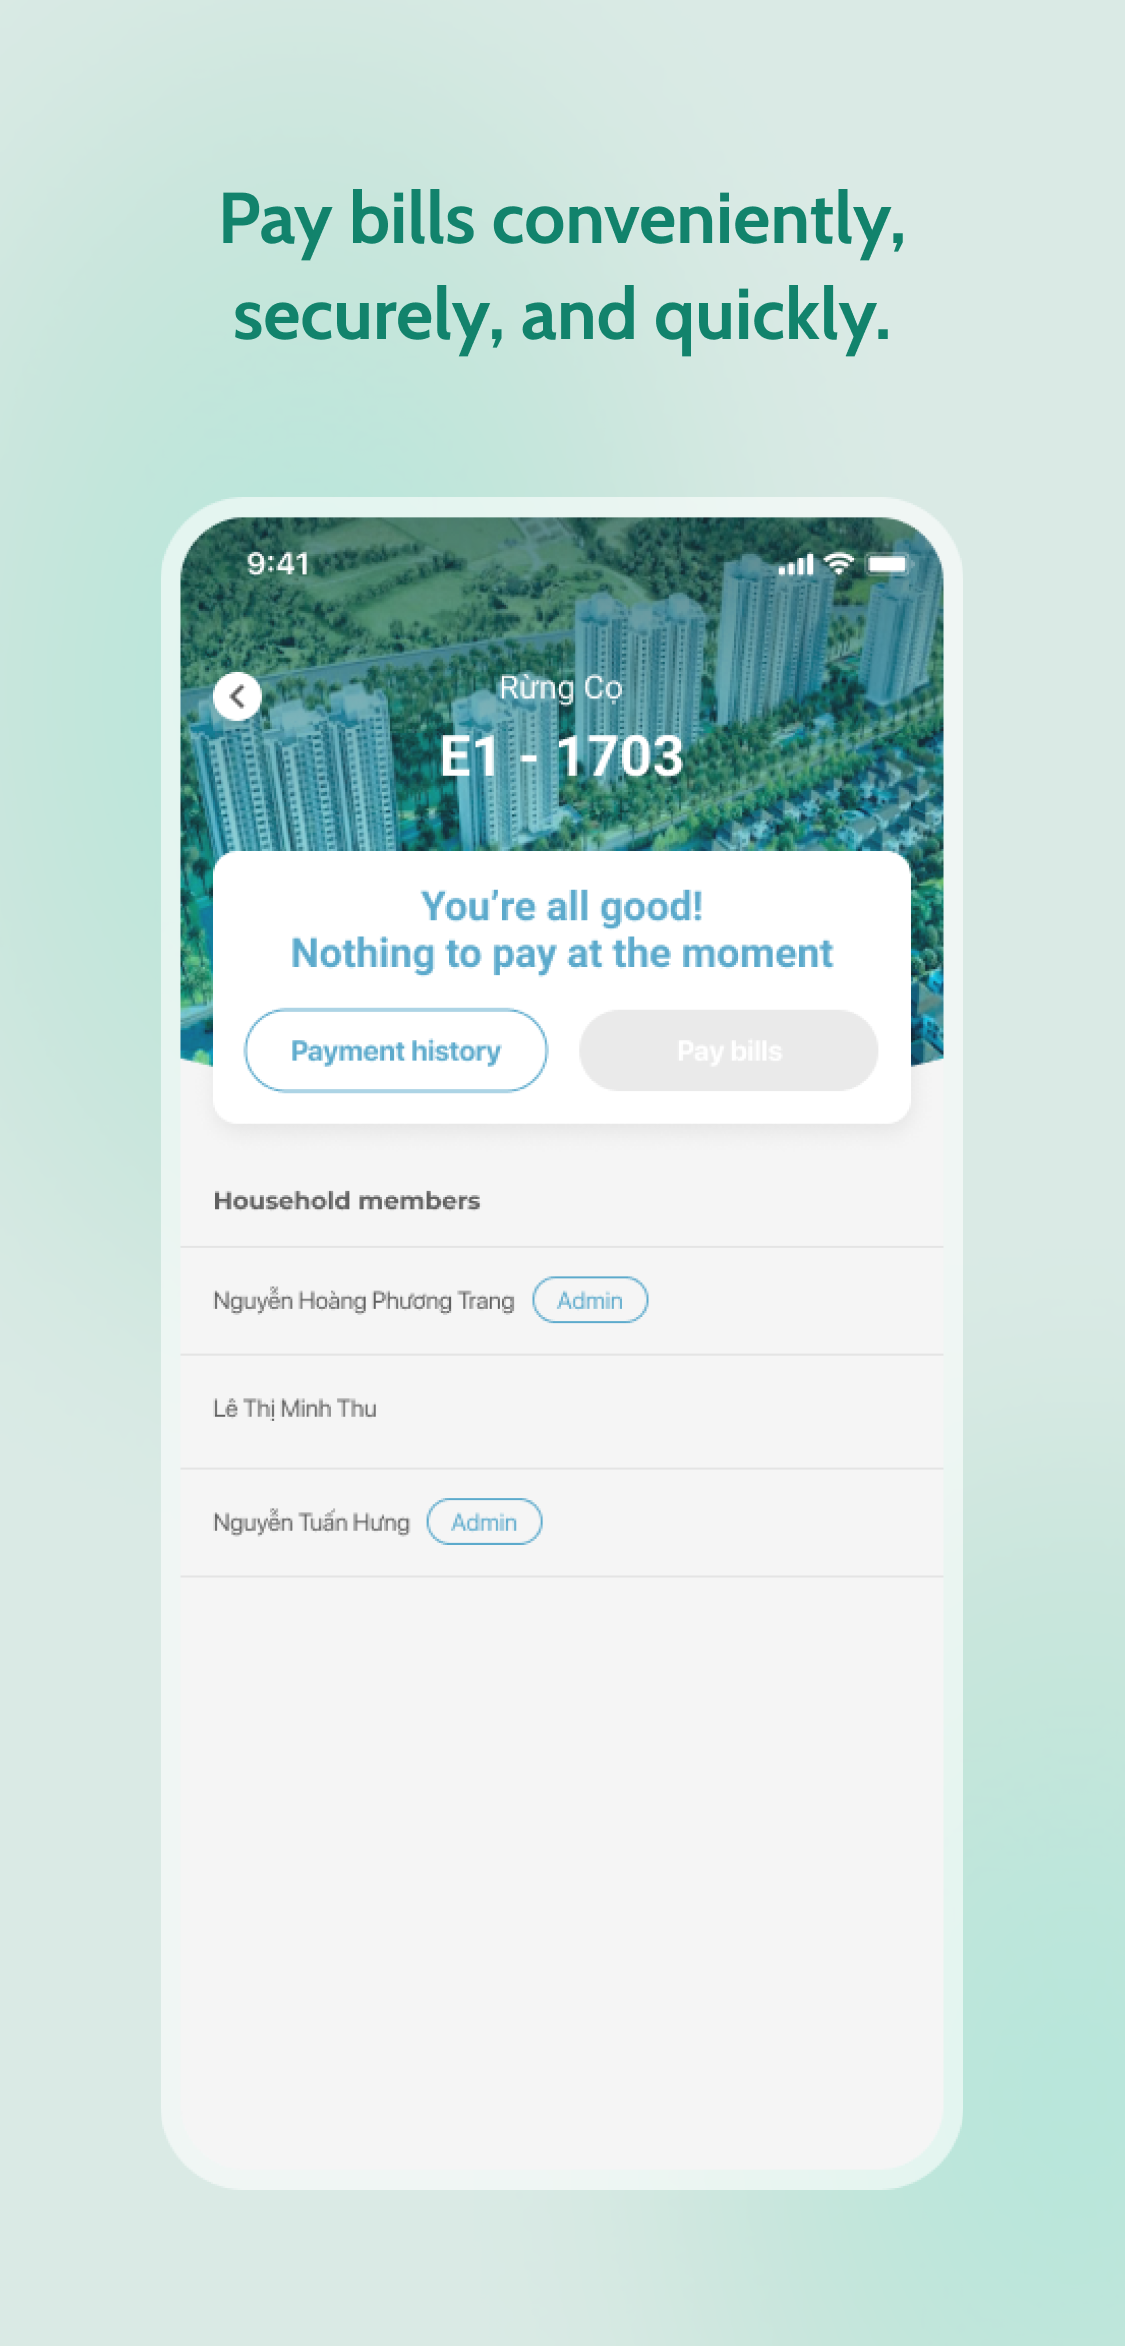 Pay bills conveniently,
securely, and quickly.
9:41
Rừng Cọ
E1 - 1703
You’re all good!
Nothing to pay at the moment
Payment history
Pay bills
Household members
Nguyễn Hoàng Phương Trang Admin
Lê Thị Minh Thu
Nguyễn Tuấn Hưng Admin